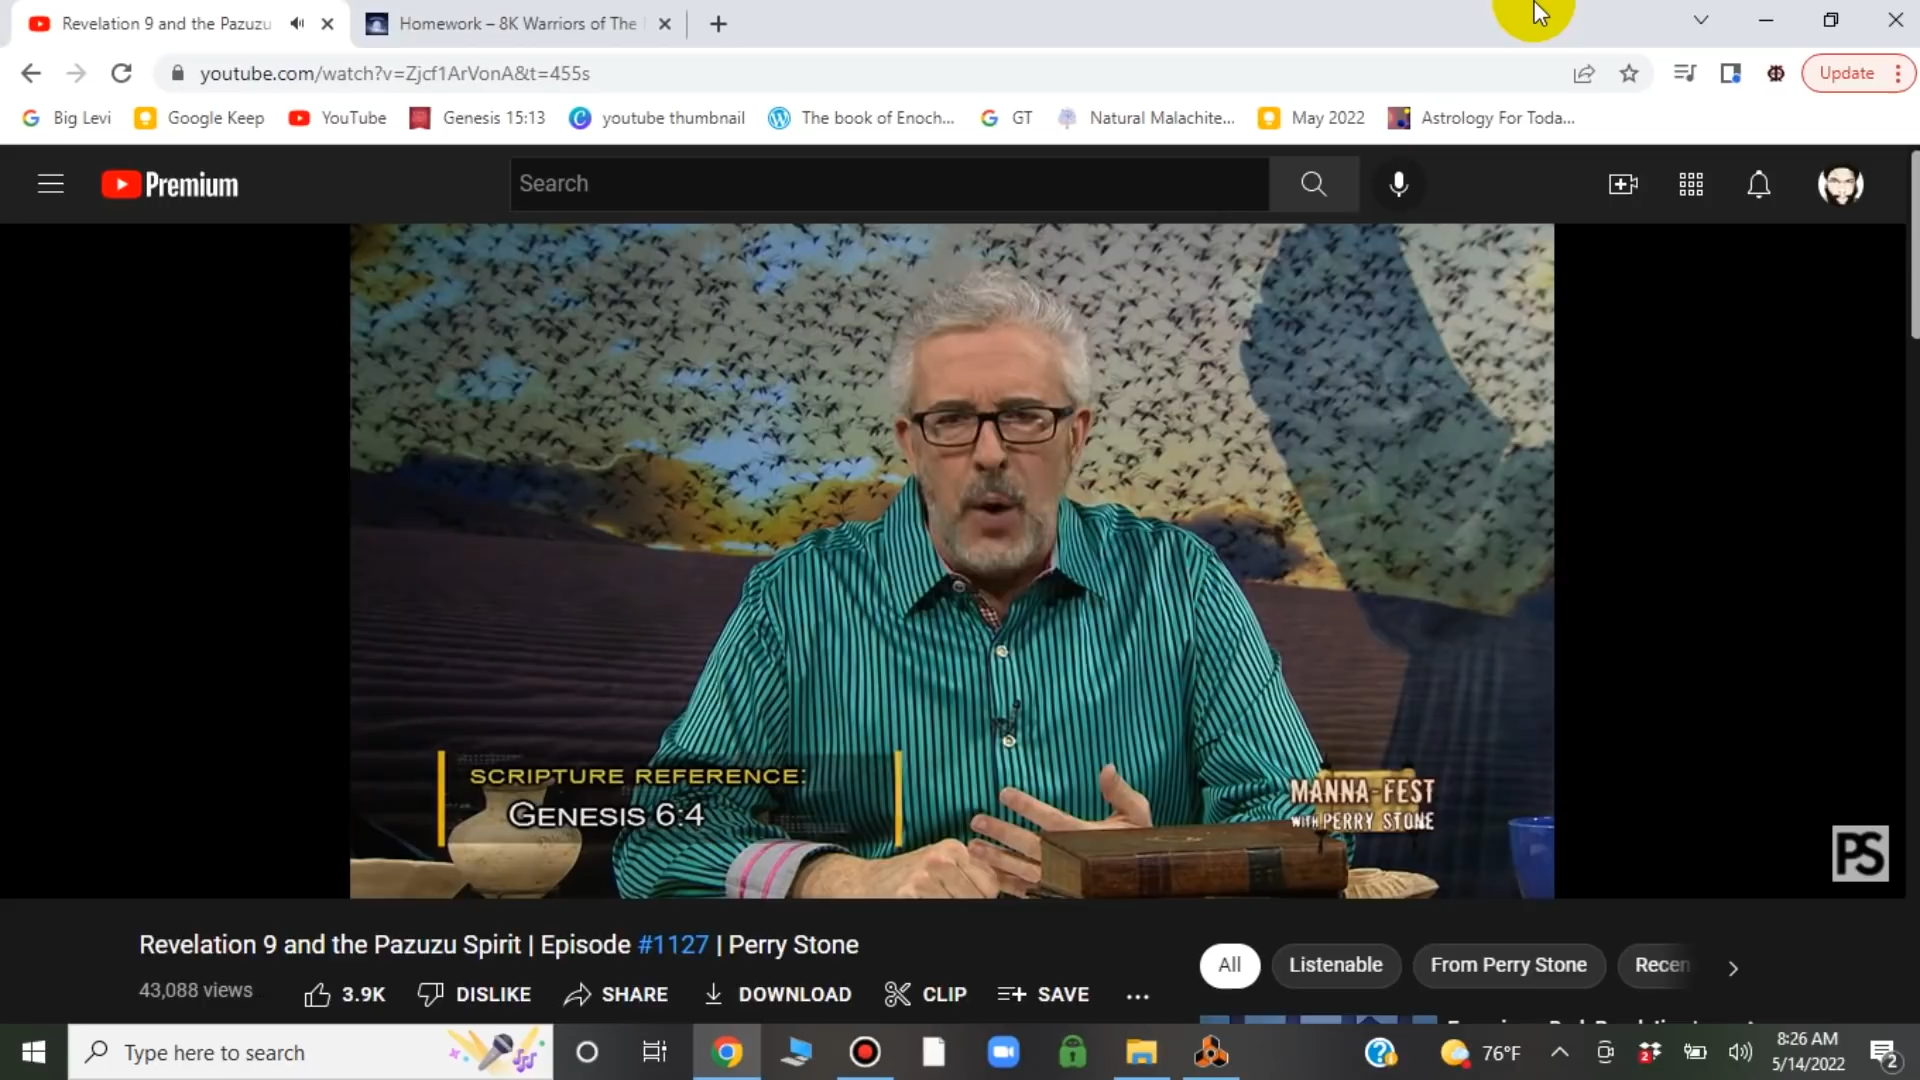 Revelation 9 and the Pazuzu
Homework – 8K Warriors of The
youtube.com/watch?v=Zjcf1ArVonA&t=455s
Update
Big Levi
Google Keep
YouTube
Genesis 15:13
youtube thumbnail
The book of Enoch...
GT
Natural Malachite...
May 2022
Astrology For Toda...
Premium
Search
SCRIPTURE REFERENCE:
GENESIS 6:4
MANNA-FEST
WITH PERRY STONE
PS
Revelation 9 and the Pazuzu Spirit | Episode #1127 | Perry Stone
43,088 views
3.9K
DISLIKE
SHARE
DOWNLOAD
CLIP
SAVE
All
Listenable
From Perry Stone
Recen
Type here to search
76°F
8:26 AM
5/14/2022
2
2